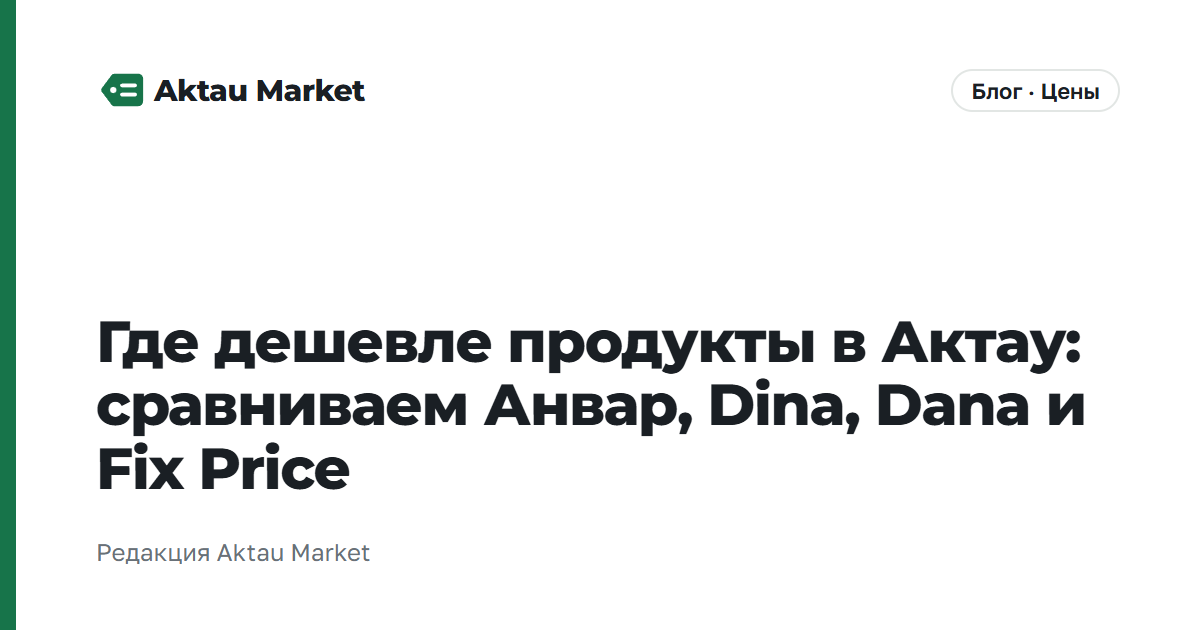 Aktau Market
Блог · Цены
Где дешевле продукты в Актау:
сравниваем Анвар, Dina, Dana и
Fix Price
Редакция Aktau Market